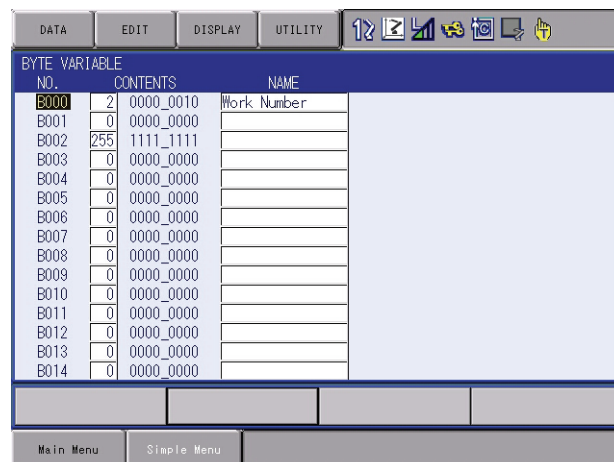 DATA EDIT DISPLAY UTILITY
BYTE VARIABLE
NO. CONTENTS NAME
B000 2 0000_0010 Work Number
B001 0 0000_0000
B002 255 1111_1111
B003 0 0000_0000
B004 0 0000_0000
B005 0 0000_0000
B006 0 0000_0000
B007 0 0000_0000
B008 0 0000_0000
B009 0 0000_0000
B010 0 0000_0000
B011 0 0000_0000
B012 0 0000_0000
B013 0 0000_0000
B014 0 0000_0000
Main Menu Simple Menu